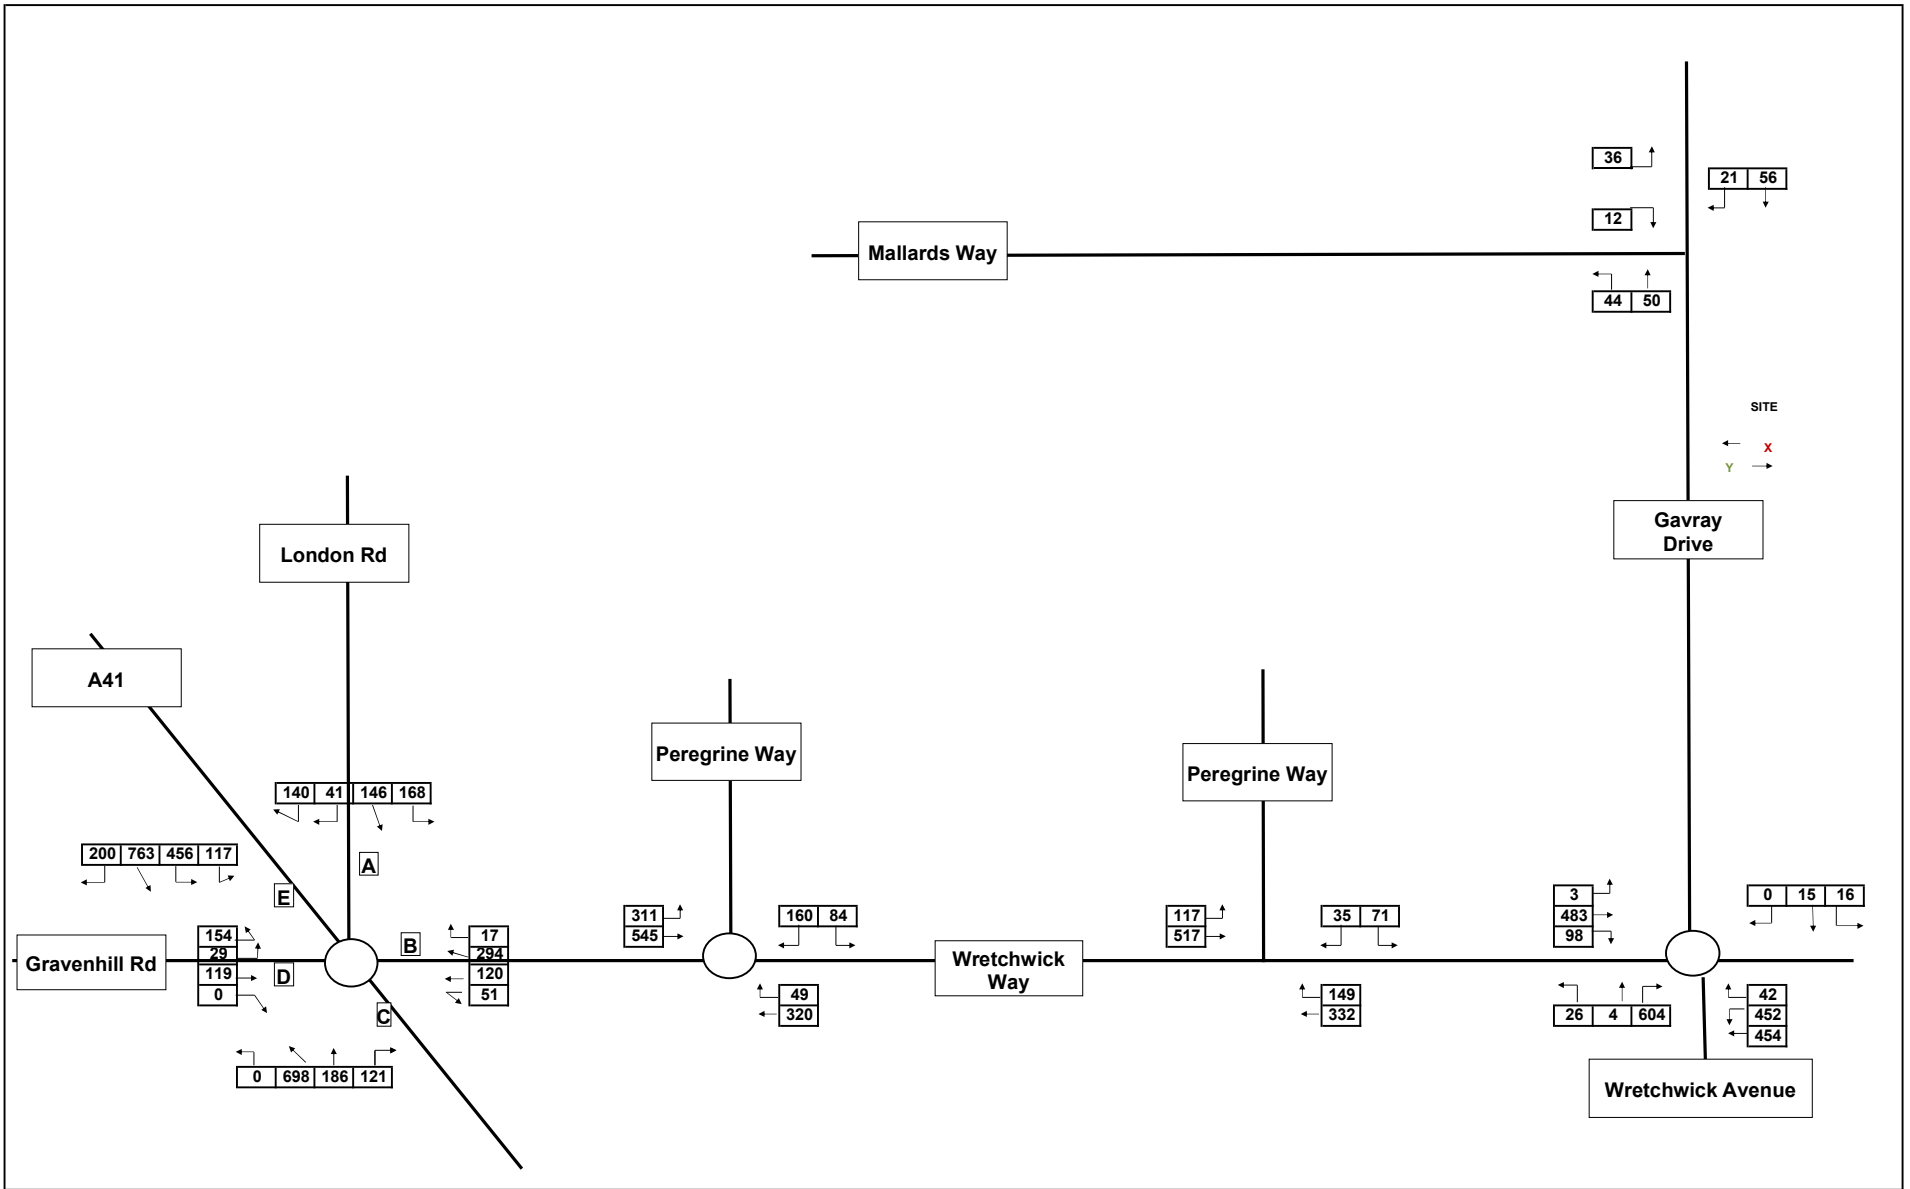 36
21 56
12
Mallards Way
44 50
SITE
X
Y
Gavray
Drive
London Rd
A41
Peregrine Way
Peregrine Way
140 41 146 168
200 763 456 117
A
E
3
483
98
0 15 16
311
545
160 84
117
517
35 71
154
29
119
0
B
17
294
120
51
Gravenhill Rd
D
Wretchwick
Way
C
49
320
149
332
26 4 604
42
452
454
0 698 186 121
Wretchwick Avenue